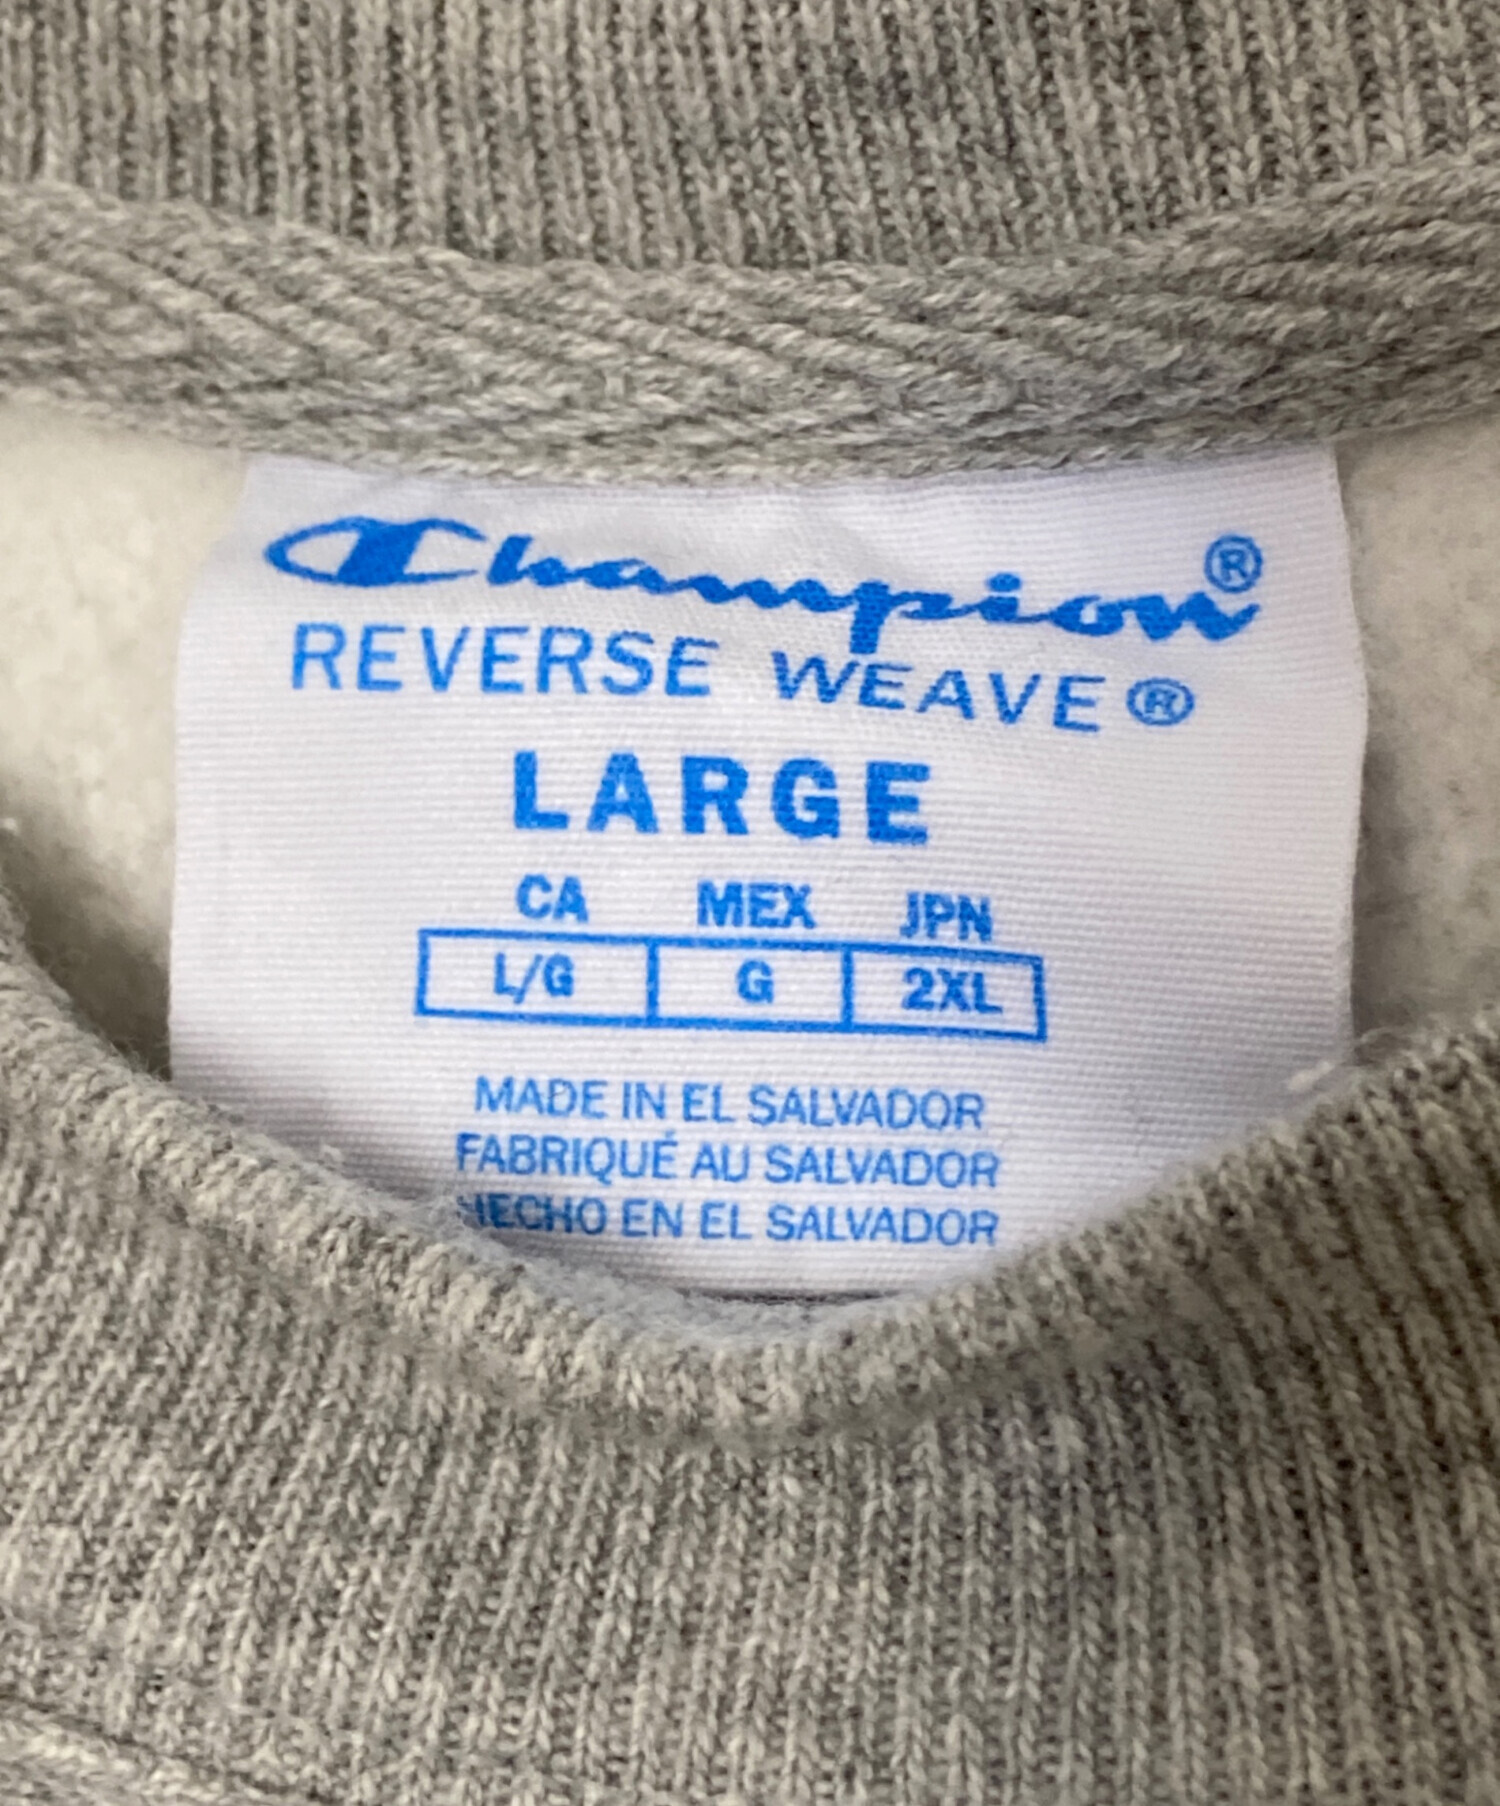 Champion®
REVERSE WEAVE®
LARGE
CA MEX JPN
L/G G 2XL
MADE IN EL SALVADOR
FABRIQUÉ AU SALVADOR
HECHO EN EL SALVADOR